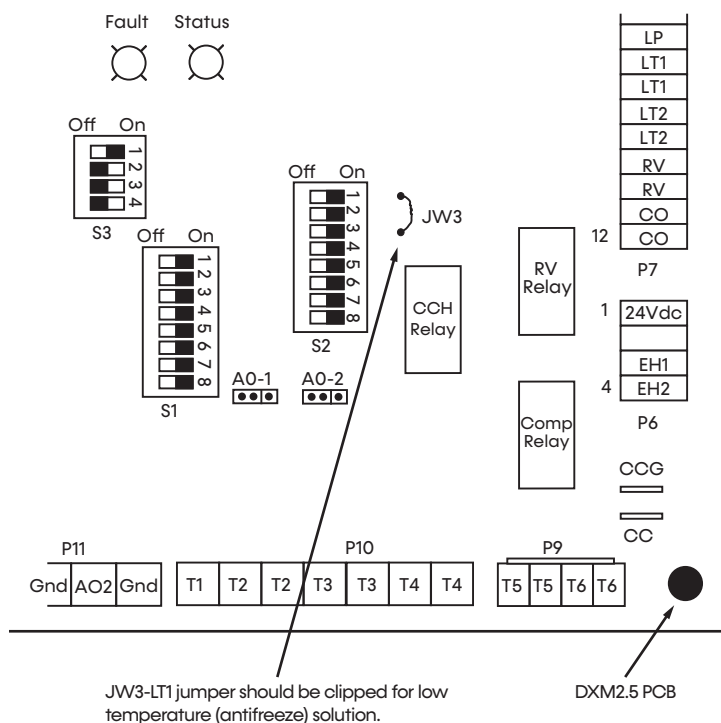 Fault Status
LP
LT1
LT1
LT2
LT2
RV
RV
CO
12 CO
P7
Off On
1
2
3
4
S3
Off On
1
2
3
4
5
6
7
8
S2
JW3
Off On
1
2
3
4
5
6
7
8
S1
RV
Relay
CCH
Relay
1 24Vdc
EH1
4 EH2
P6
A0-1 A0-2
Comp
Relay
CCG
CC
P11 P10 P9
Gnd AO2 Gnd T1 T2 T2 T3 T3 T4 T4 T5 T5 T6 T6
JW3-LT1 jumper should be clipped for low
temperature (antifreeze) solution.
DXM2.5 PCB